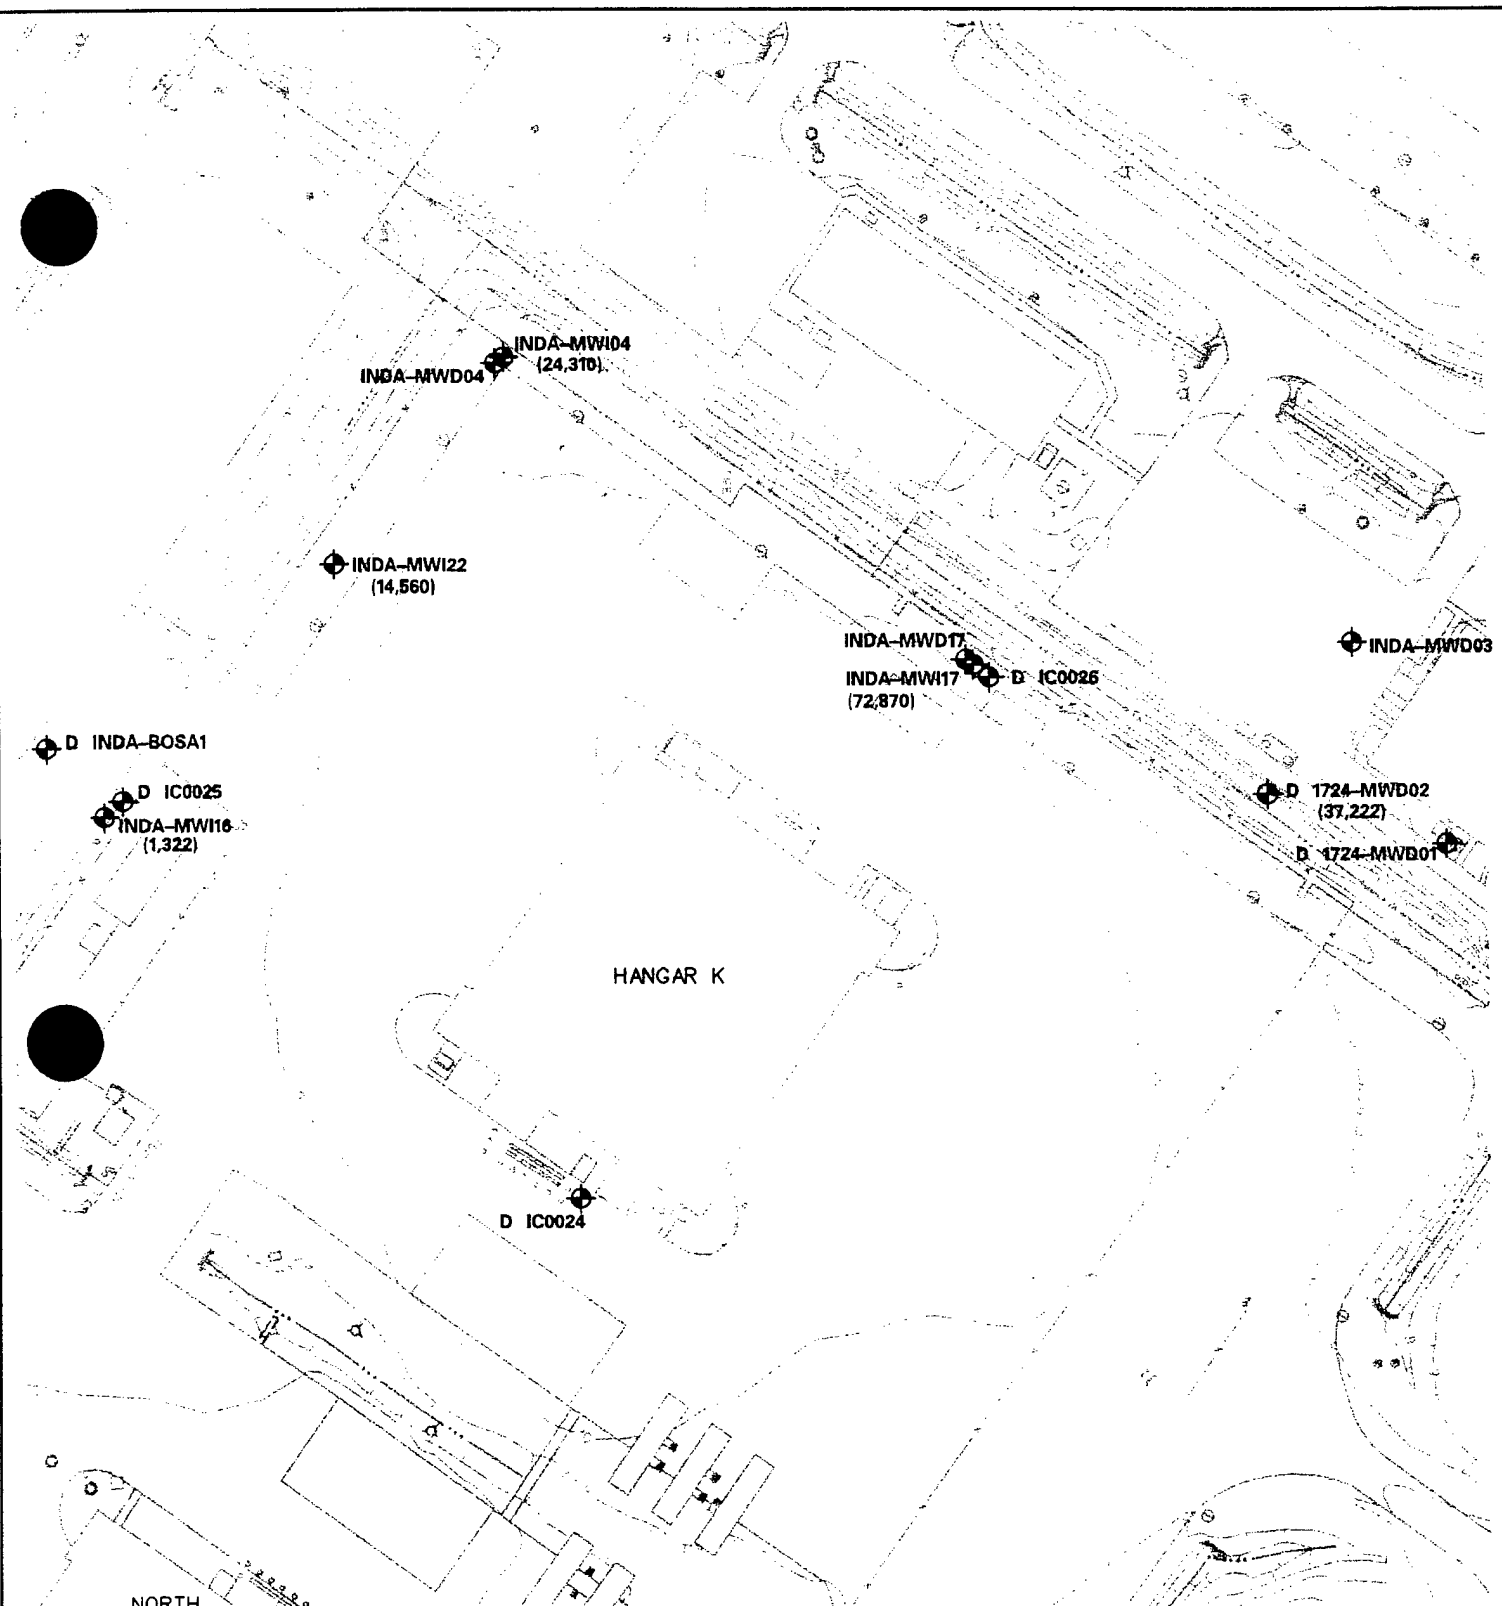 INDA-MWI04
(24,310)
INDA-MWD04
INDA-MWI22
(14,560)
INDA-MWD17
INDA-MWI17
(72,870)
D IC0026
INDA-MWD03
D INDA-BOSA1
D IC0025
INDA-MWI16
(1,322)
D 1724-MWD02
(37,222)
D 1724-MWD01
HANGAR K
D IC0024
NORTH